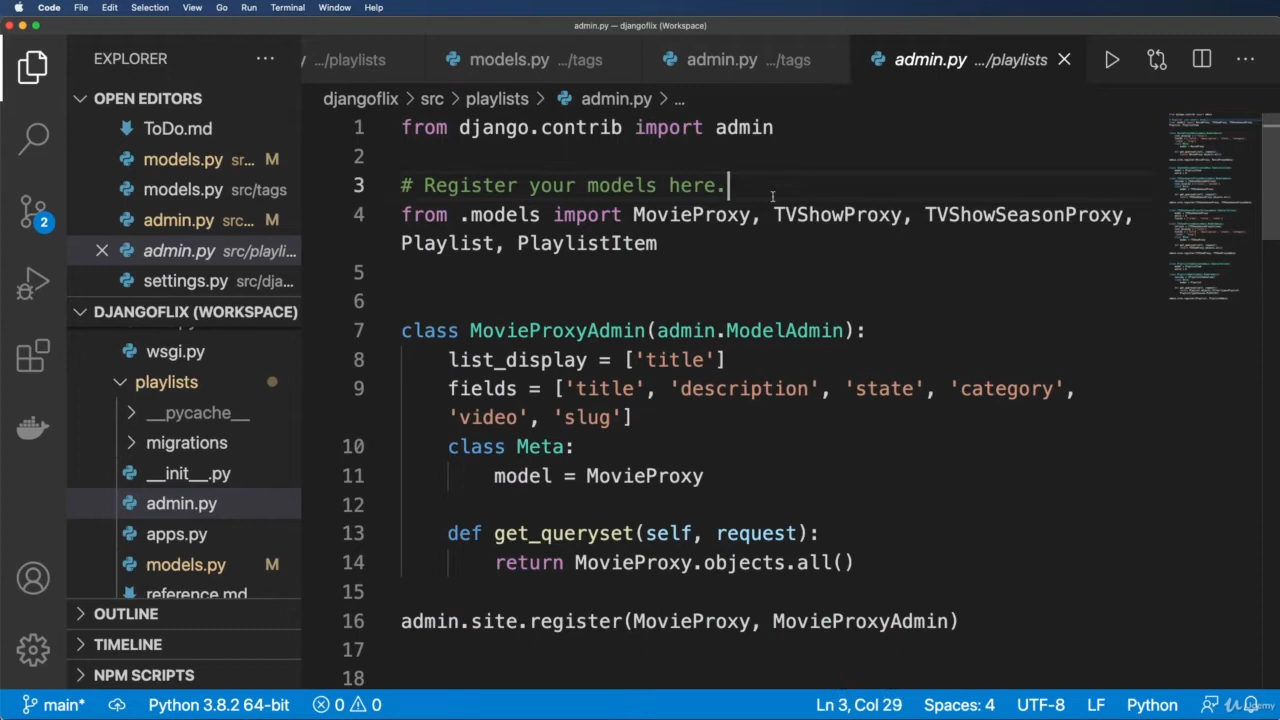 Code File Edit Selection View Go Run Terminal Window Help
admin.py — djangoflix (Workspace)
EXPLORER ...
.../playlists
models.py .../tags
admin.py .../tags
admin.py .../playlists
OPEN EDITORS
ToDo.md
models.py src... M
models.py src/tags
admin.py src... M
admin.py src/playli...
settings.py src/dja...
DJANGOFLIX (WORKSPACE)
wsgi.py
playlists
__pycache__
migrations
__init__.py
admin.py
apps.py
models.py M
reference.md
OUTLINE
TIMELINE
NPM SCRIPTS
2
djangoflix > src > playlists > admin.py > ...
1 from django.contrib import admin
2
3 # Register your models here.
4 from .models import MovieProxy, TVShowProxy, TVShowSeasonProxy,
Playlist, PlaylistItem
5
6
7 class MovieProxyAdmin(admin.ModelAdmin):
8 list_display = ['title']
9 fields = ['title', 'description', 'state', 'category',
'video', 'slug']
10 class Meta:
11 model = MovieProxy
12
13 def get_queryset(self, request):
14 return MovieProxy.objects.all()
15
16 admin.site.register(MovieProxy, MovieProxyAdmin)
17
18
main* Python 3.8.2 64-bit 0 0 Ln 3, Col 29 Spaces: 4 UTF-8 LF Python
Udemy